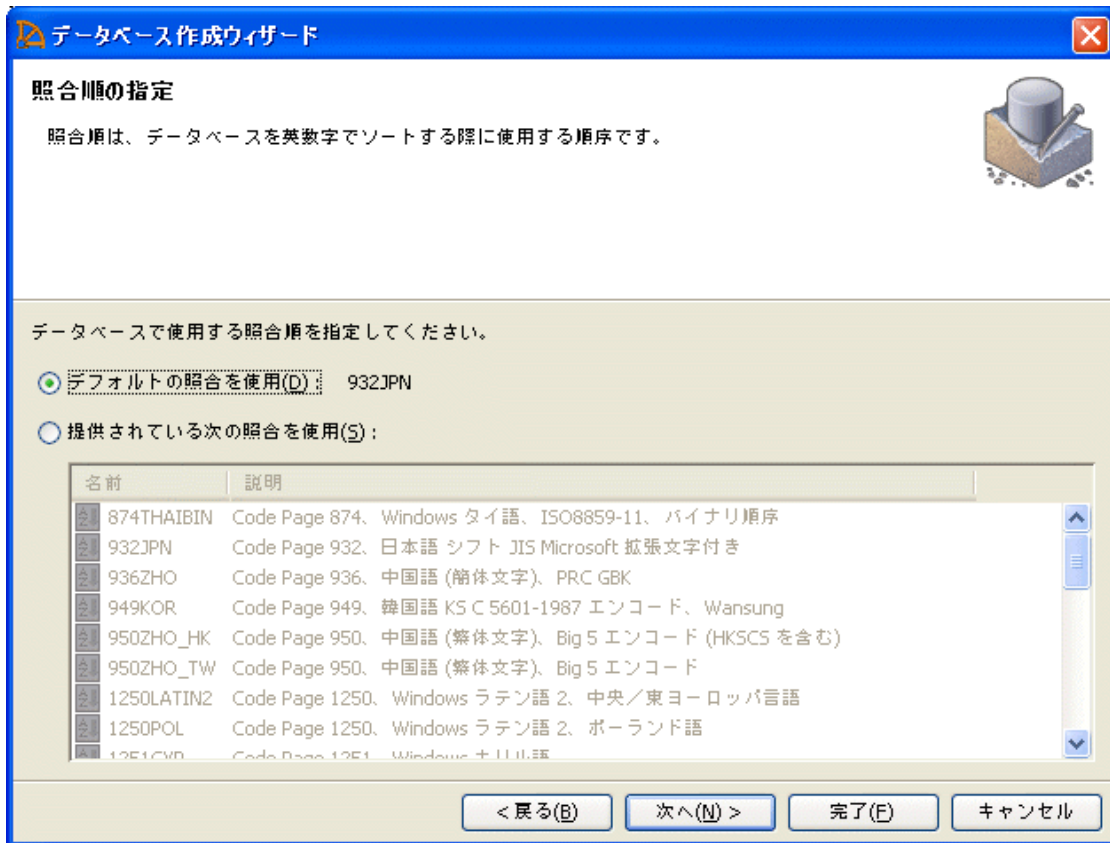 データベース作成ウィザード
照合順の指定
照合順は、データベースを英数字でソートする際に使用する順序です。
データベースで使用する照合順を指定してください。
デフォルトの照合を使用(D): 932JPN
提供されている次の照合を使用(S):
名前 説明
874THAIBIN Code Page 874、Windows タイ語、ISO8859-11、バイナリ順序
932JPN Code Page 932、日本語 シフト JIS Microsoft 拡張文字付き
936ZHO Code Page 936、中国語 (簡体文字)、PRC GBK
949KOR Code Page 949、韓国語 KS C 5601-1987 エンコード、Wansung
950ZHO_HK Code Page 950、中国語 (繁体文字)、Big 5 エンコード (HKSCS を含む)
950ZHO_TW Code Page 950、中国語 (繁体文字)、Big 5 エンコード
1250LATIN2 Code Page 1250、Windows ラテン語 2、中央／東ヨーロッパ言語
1250POL Code Page 1250、Windows ラテン語 2、ポーランド語
1251CYR Code Page 1251、Windows キリル語
<戻る(B) 次へ(N) > 完了(F) キャンセル